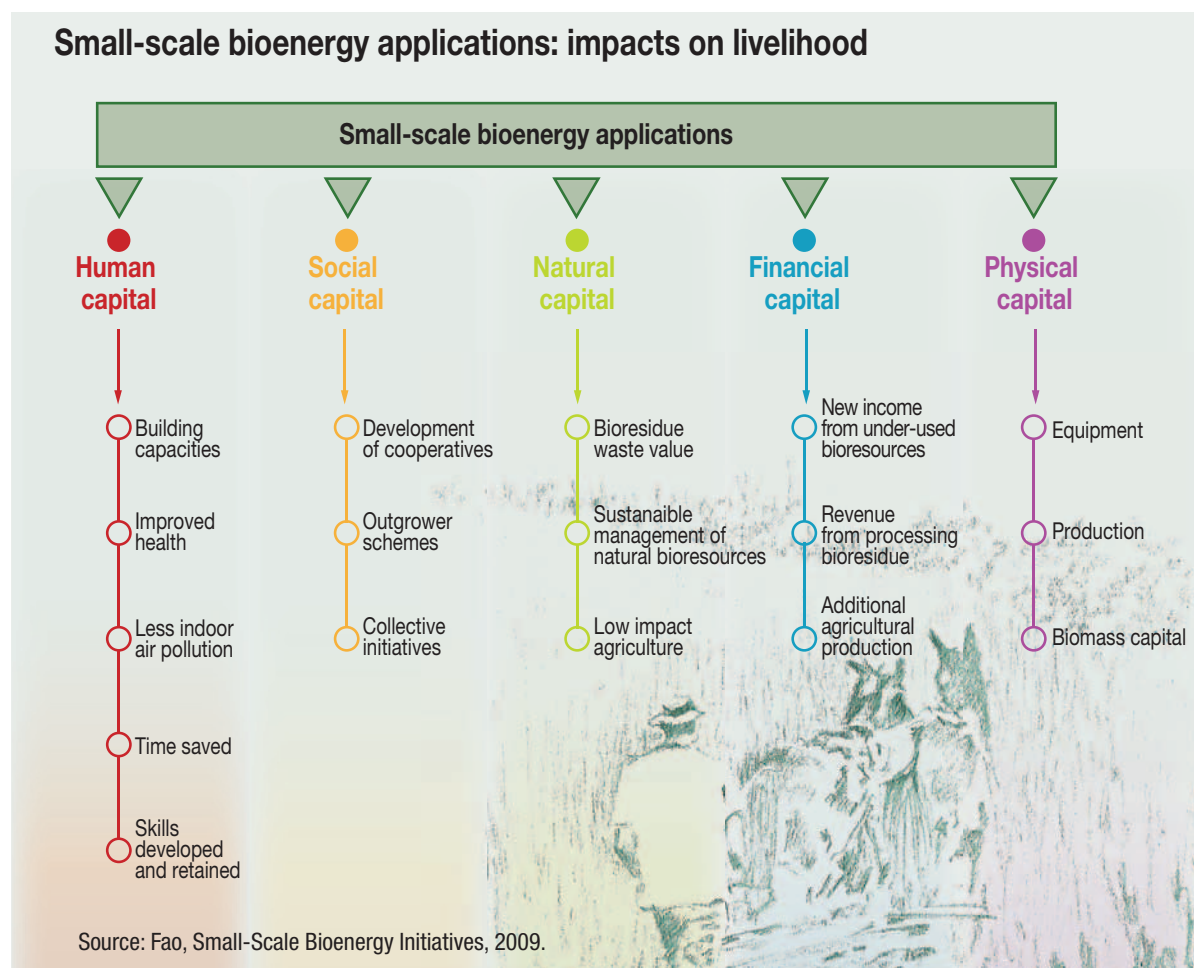 Small-scale bioenergy applications: impacts on livelihood
Small-scale bioenergy applications
Human
capital
Building
capacities
Improved
health
Less indoor
air pollution
Time saved
Skills
developed
and retained
Social
capital
Development
of cooperatives
Outgrower
schemes
Collective
initiatives
Natural
capital
Bioresidue
waste value
Sustanaible
management of
natural bioresources
Low impact
agriculture
Financial
capital
New income
from under-used
bioresources
Revenue
from processing
bioresidue
Additional
agricultural
production
Physical
capital
Equipment
Production
Biomass capital
Source: Fao, Small-Scale Bioenergy Initiatives, 2009.